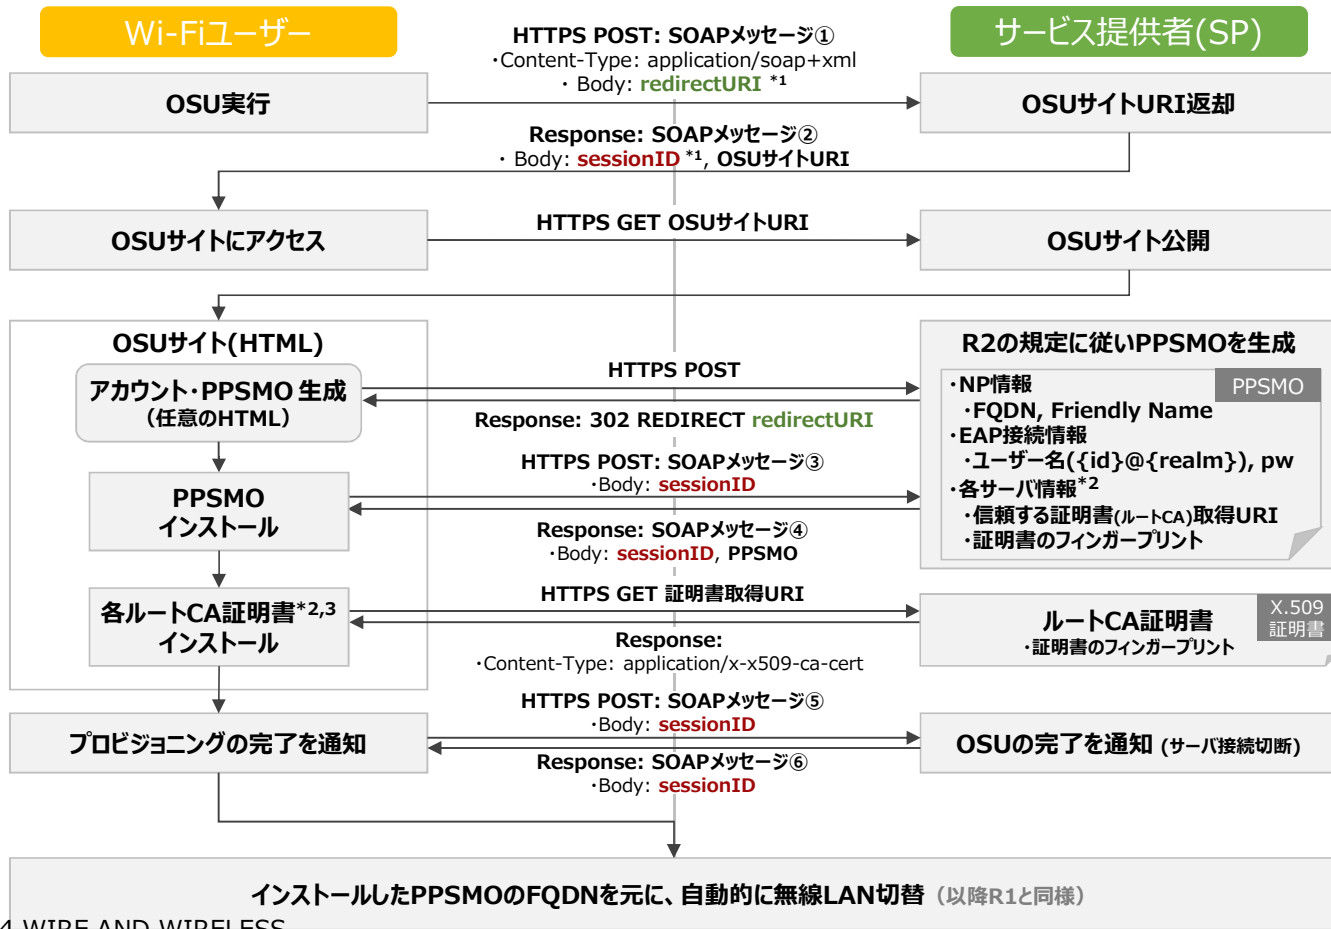 Wi-Fiユーザー
サービス提供者(SP)
HTTPS POST: SOAPメッセージ①
・Content-Type: application/soap+xml
・ Body: redirectURI *1
OSU実行
OSUサイトURI返却
Response: SOAPメッセージ②
・ Body: sessionID *1, OSUサイトURI
OSUサイトにアクセス
HTTPS GET OSUサイトURI
OSUサイト公開
OSUサイト(HTML)
アカウント・PPSMO 生成
（任意のHTML）
HTTPS POST
Response: 302 REDIRECT redirectURI
R2の規定に従いPPSMOを生成
PPSMO
・NP情報
・FQDN, Friendly Name
・EAP接続情報
・ユーザー名({id}@{realm}), pw
・各サーバ情報*2
・信頼する証明書(ルートCA)取得URI
・証明書のフィンガープリント
HTTPS POST: SOAPメッセージ③
・Body: sessionID
PPSMO
インストール
Response: SOAPメッセージ④
・Body: sessionID, PPSMO
HTTPS GET 証明書取得URI
各ルートCA証明書*2,3
インストール
Response:
・Content-Type: application/x-x509-ca-cert
ルートCA証明書
・証明書のフィンガープリント
X.509
証明書
HTTPS POST: SOAPメッセージ⑤
・Body: sessionID
プロビジョニングの完了を通知
OSUの完了を通知 (サーバ接続切断)
Response: SOAPメッセージ⑥
・Body: sessionID
インストールしたPPSMOのFQDNを元に、自動的に無線LAN切替（以降R1と同様）
4 WIRE AND WIRELESS